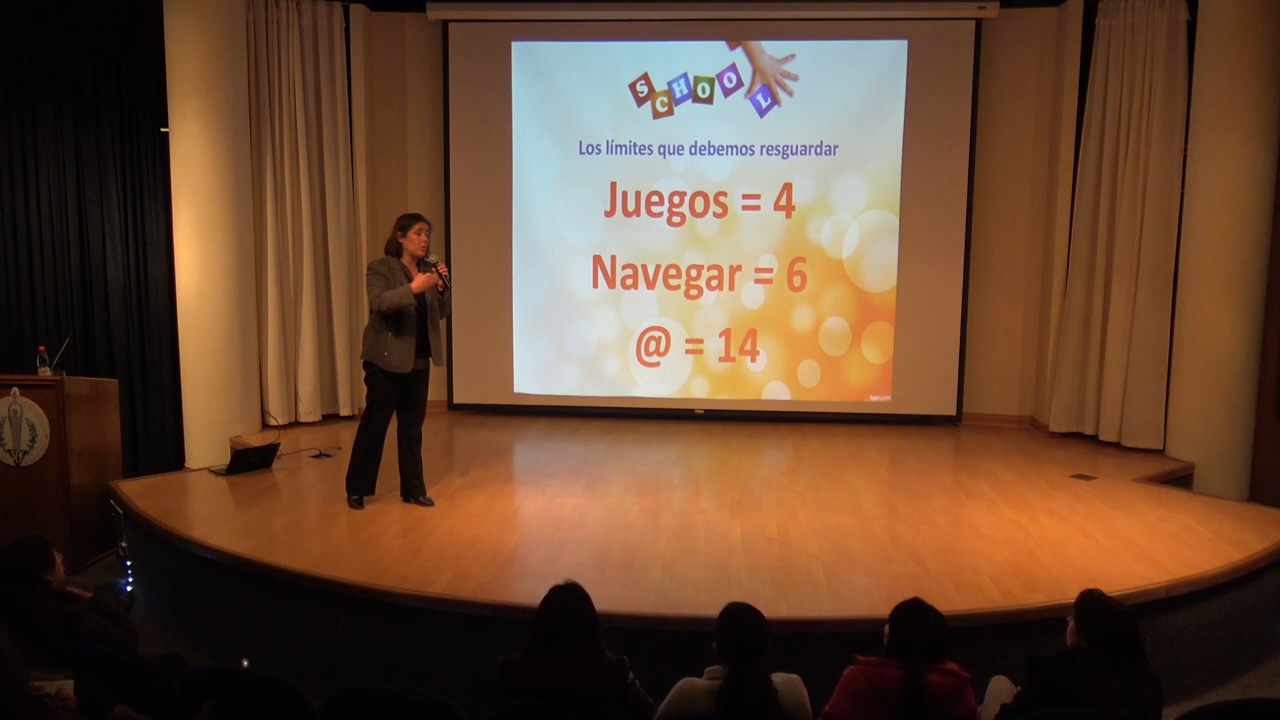 SCHOOL
Los límites que debemos resguardar
Juegos = 4
Navegar = 6
@ = 14